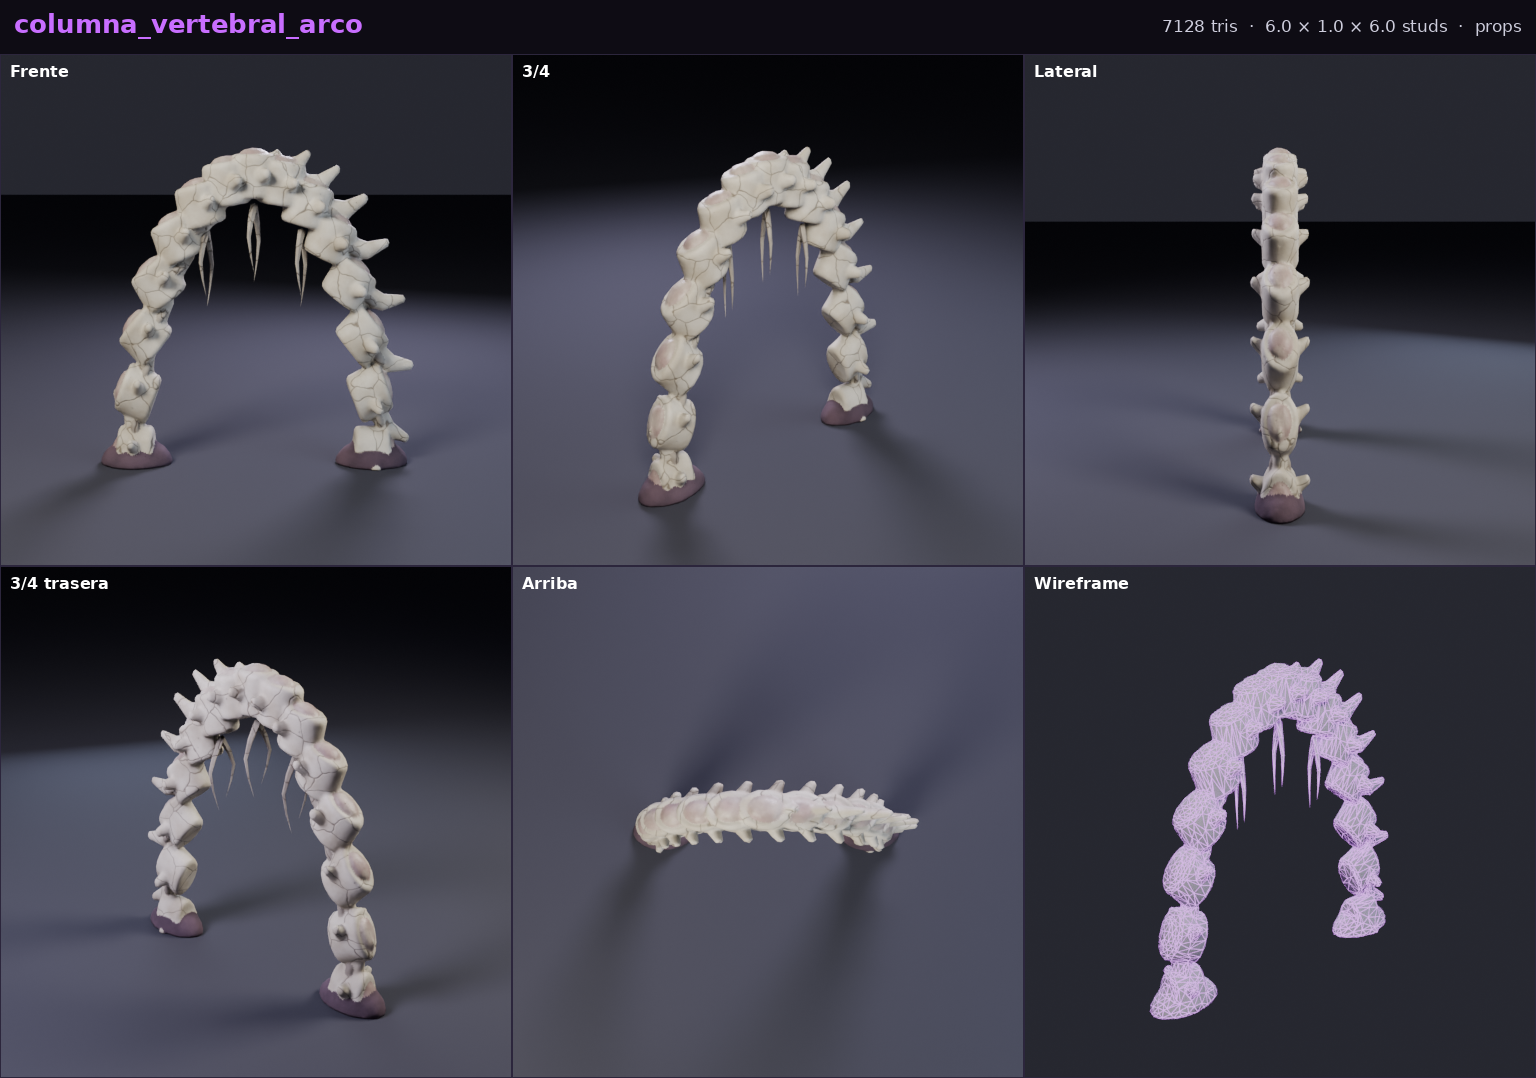 columna_vertebral_arco
7128 tris · 6.0 × 1.0 × 6.0 studs · props
Frente
3/4
Lateral
3/4 trasera
Arriba
Wireframe